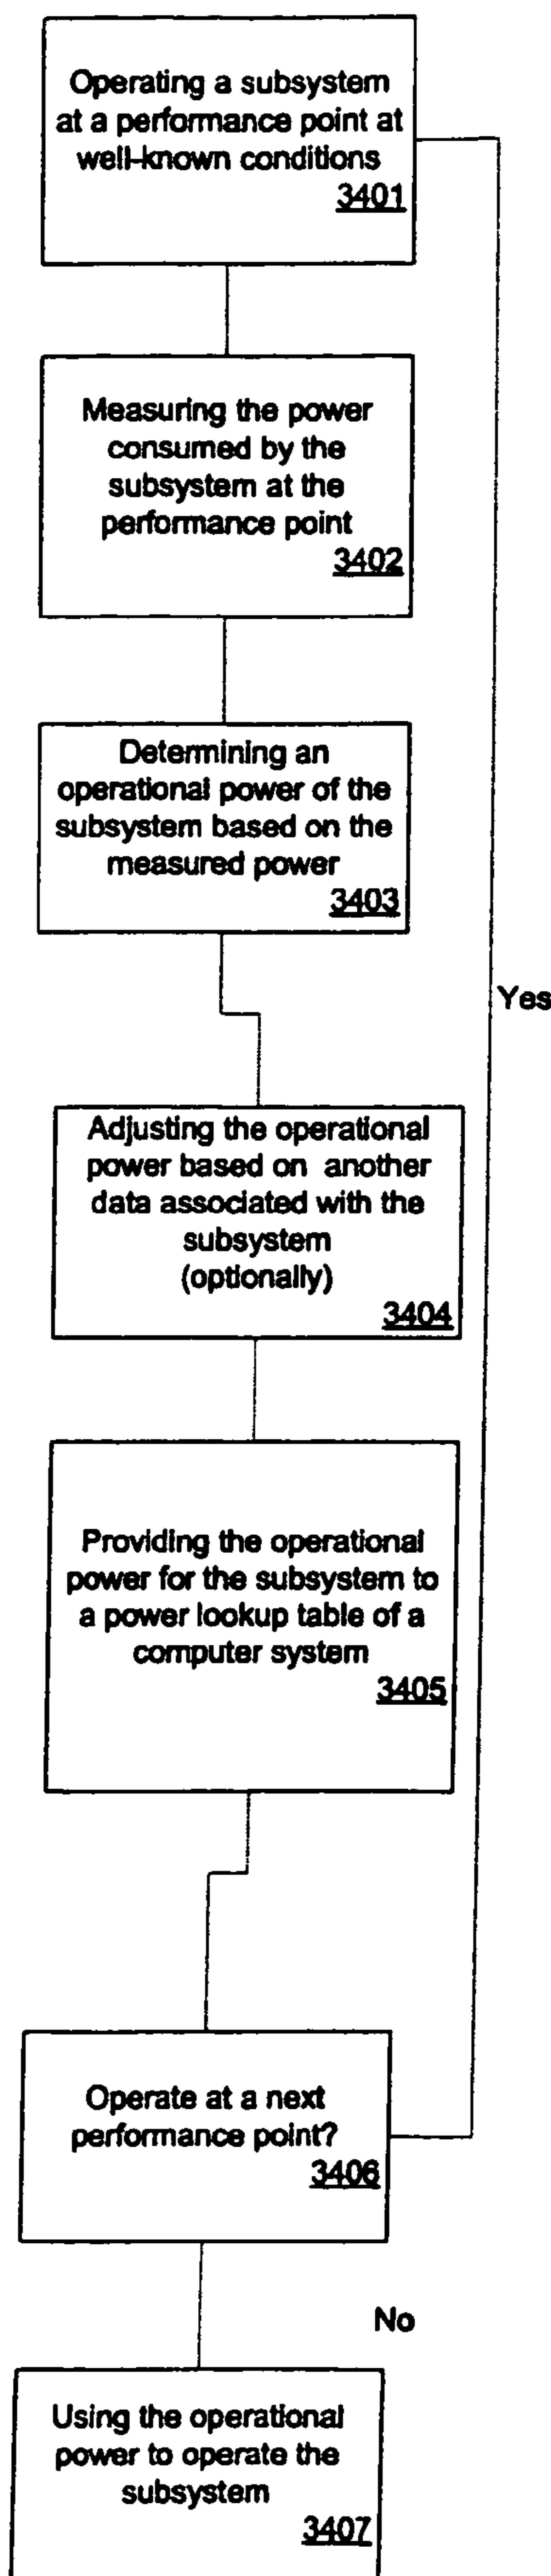 Operating a subsystem
at a performance point at
well-known conditions
3401
Measuring the power
consumed by the
subsystem at the
performance point
3402
Determining an
operational power of the
subsystem based on the
measured power
3403
Yes
Adjusting the operational
power based on another
data associated with the
subsystem
(optionally)
3404
Providing the operational
power for the subsystem to
a power lookup table of a
computer system
3405
Operate at a next
performance point?
3406
No
Using the operational
power to operate the
subsystem
3407